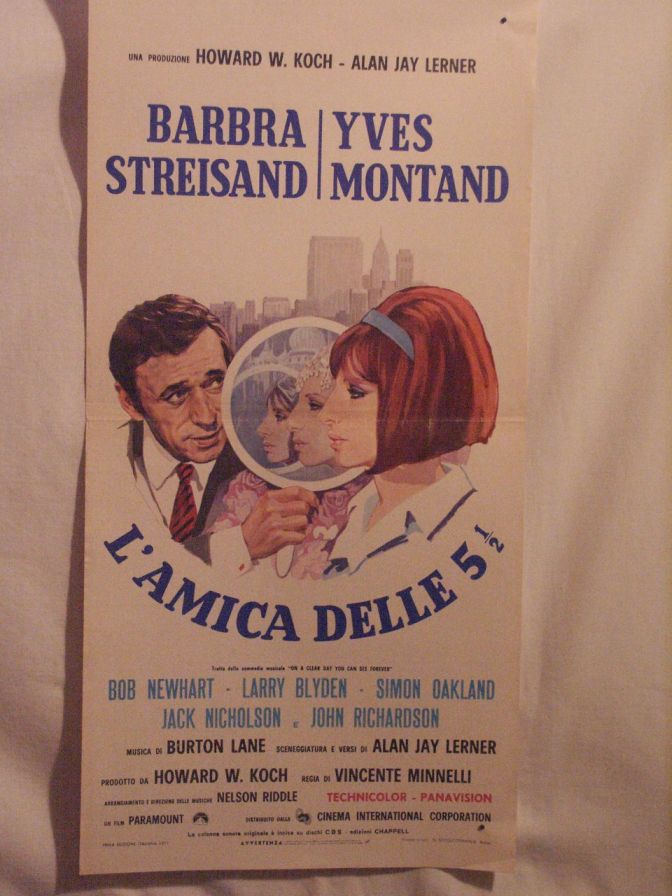 UNA PRODUZIONE HOWARD W. KOCH - ALAN JAY LERNER
BARBRA STREISAND
YVES MONTAND
L'AMICA DELLE 5 1/2
Tratto dalla commedia musicale "ON A CLEAR DAY YOU CAN SEE FOREVER"
BOB NEWHART - LARRY BLYDEN - SIMON OAKLAND
JACK NICHOLSON E JOHN RICHARDSON
MUSICA DI BURTON LANE SCENEGGIATURA E VERSI DI ALAN JAY LERNER
PRODOTTO DA HOWARD W. KOCH REGIA DI VINCENTE MINNELLI
ARRANGIAMENTO E DIREZIONE DELLE MUSICHE NELSON RIDDLE TECHNICOLOR - PANAVISION
UN FILM PARAMOUNT DISTRIBUITO DALLA CINEMA INTERNATIONAL CORPORATION
La colonna sonora originale è incisa su dischi CBS - edizioni CHAPPELL
PRIMA EDIZIONE ITALIANA 1971 AVVERTENZA